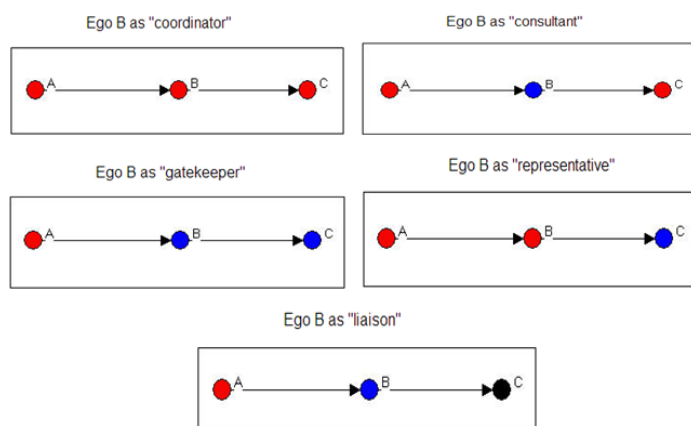 Ego B as "coordinator"
Ego B as "consultant"
A B C
A B C
Ego B as "gatekeeper"
Ego B as "representative"
A B C
A B C
Ego B as "liaison"
A B C